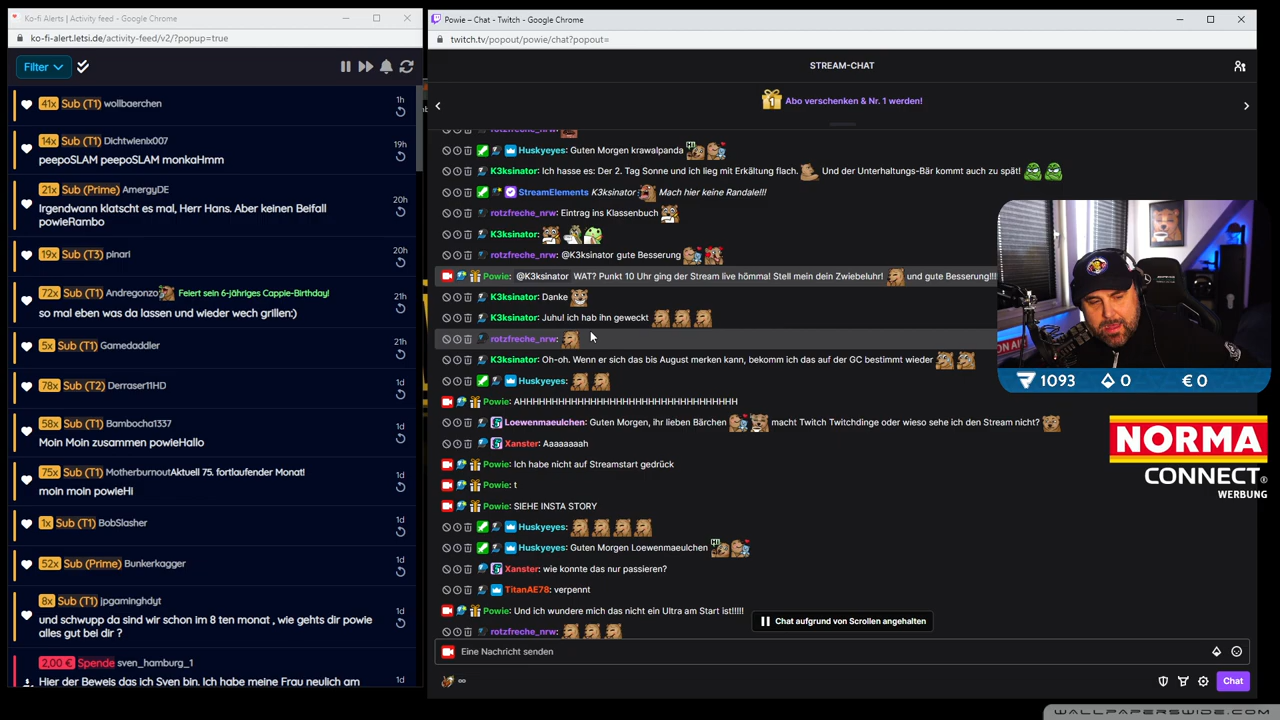 Ko-fi Alerts | Activity feed - Google Chrome
ko-fi-alert.letsi.de/activity-feed/v2/?popup=true
Filter
41x Sub (T1) wollbaerchen 1h
14x Sub (T1) Dichtwienix007 19h
peepoSLAM peepoSLAM monkaHmm
21x Sub (Prime) AmergyDE 20h
Irgendwann klatscht es mal, Herr Hans. Aber keinen Beifall
powieRambo
19x Sub (T3) pinarl 20h
72x Sub (T1) Andregonzo Feiert sein 6-jähriges Cappie-Birthday! 21h
so mal eben was da lassen und wieder wech grillen:)
5x Sub (T1) Gamedaddler 21h
78x Sub (T2) Derraser11HD 1d
58x Sub (T1) Bambocha1337 1d
Moin Moin zusammen powieHallo
75x Sub (T1) MotherburnoutAktuell 75. fortlaufender Monat! 1d
moin moin powieHi
1x Sub (T1) BobSlasher 1d
52x Sub (Prime) Bunkerkagger 1d
8x Sub (T1) jpgaminghdyt 1d
und schwupp da sind wir schon im 8 ten monat , wie gehts dir powie
alles gut bei dir ?
2,00 € Spende sven_hamburg_1 1d
Hier der Beweis das ich Sven bin. Ich habe meine Frau neulich am
Powie – Chat - Twitch - Google Chrome
twitch.tv/popout/powie/chat?popout=
STREAM-CHAT
1 Abo verschenken & Nr. 1 werden!
rotzfreche_nrw:
Huskyeyes: Guten Morgen krawalpanda
K3ksinator: Ich hasse es: Der 2. Tag Sonne und ich lieg mit Erkältung flach. Und der Unterhaltungs-Bär kommt auch zu spät!
StreamElements K3ksinator Mach hier keine Randale!!!
rotzfreche_nrw: Eintrag ins Klassenbuch
K3ksinator:
rotzfreche_nrw: @K3ksinator gute Besserung
Powie: @K3ksinator WAT? Punkt 10 Uhr ging der Stream live hömma! Stell mein dein Zwiebeluhr! und gute Besserung!!!
K3ksinator: Danke
K3ksinator: Juhu! ich hab ihn geweckt
rotzfreche_nrw:
K3ksinator: Oh-oh. Wenn er sich das bis August merken kann, bekomm ich das auf der GC bestimmt wieder
Huskyeyes:
Powie: AHHHHHHHHHHHHHHHHHHHHHHHHHHHHHHHHH
Loewenmaeulchen: Guten Morgen, ihr lieben Bärchen macht Twitch Twitchdinge oder wieso sehe ich den Stream nicht?
Xanster: Aaaaaaaah
Powie: Ich habe nicht auf Streamstart gedrück
Powie: t
Powie: SIEHE INSTA STORY
Huskyeyes:
Huskyeyes: Guten Morgen Loewenmaeulchen
Xanster: wie konnte das nur passieren?
TitanAE78: verpennt
Powie: Und ich wundere mich das nicht ein Ultra am Start ist!!!!!
rotzfreche_nrw:
Chat aufgrund von Scrollen angehalten
Eine Nachricht senden
∞
Chat
1093 0 € 0
NORMA
CONNECT®
WERBUNG
WALLPAPERSWIDE.COM